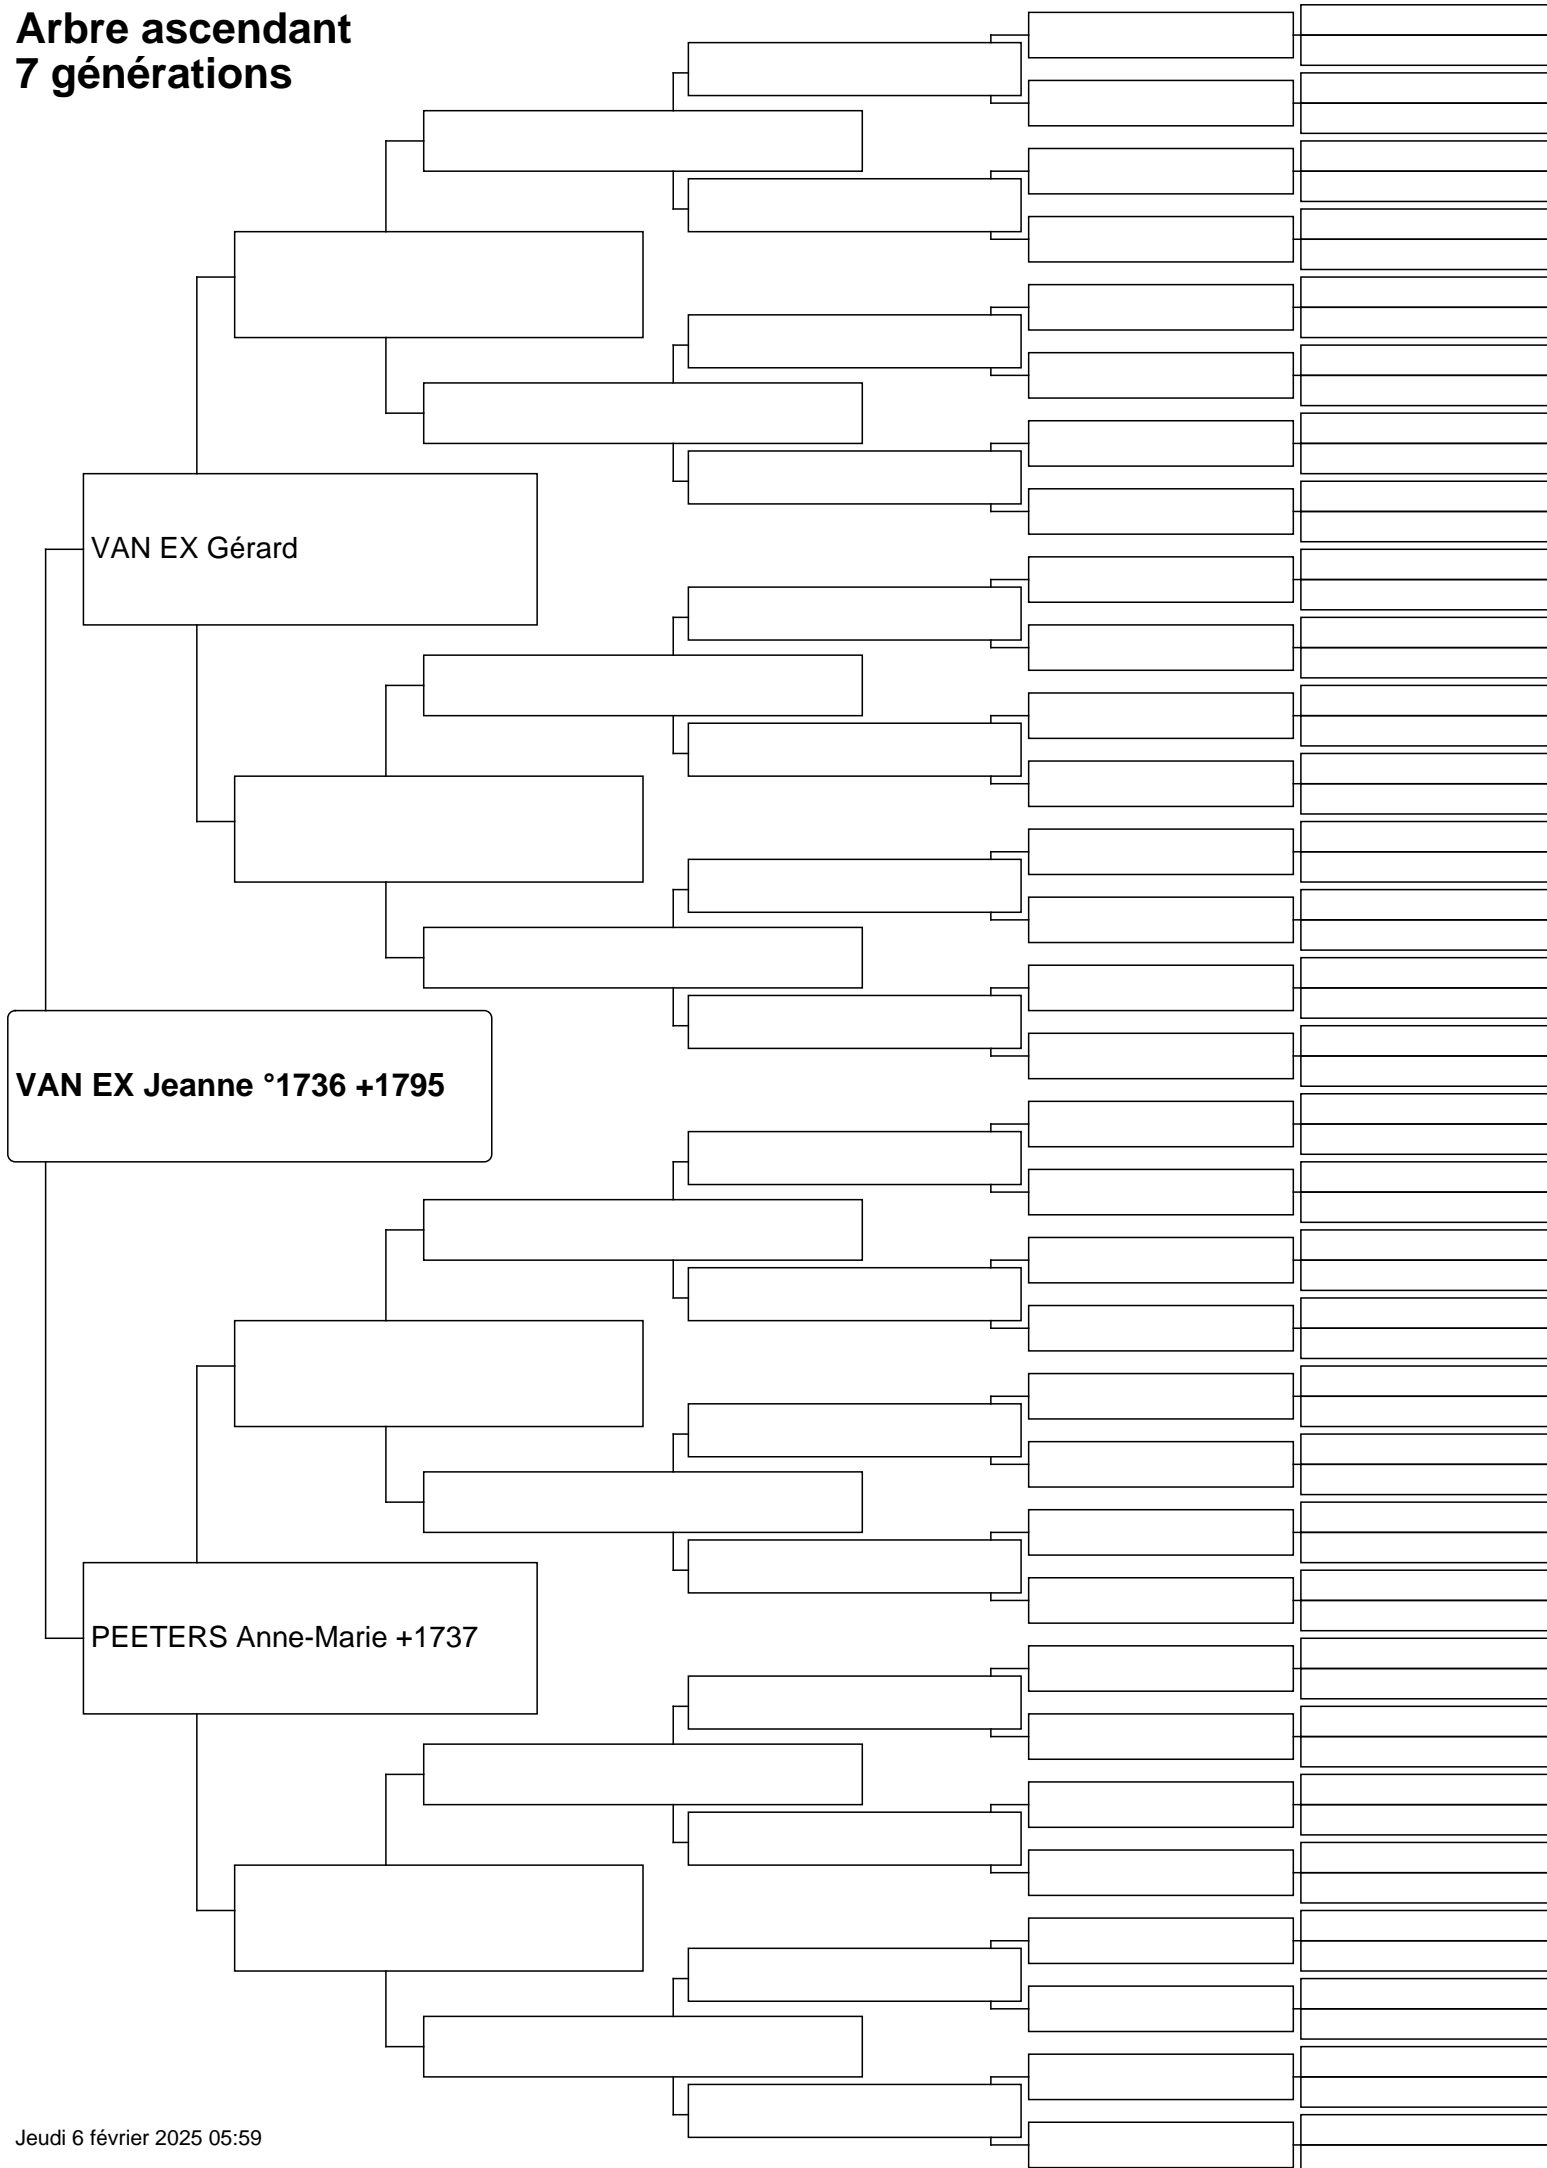 Arbre ascendant
7 générations
VAN EX Gérard
VAN EX Jeanne °1736 +1795
PEETERS Anne-Marie +1737
Jeudi 6 février 2025 05:59